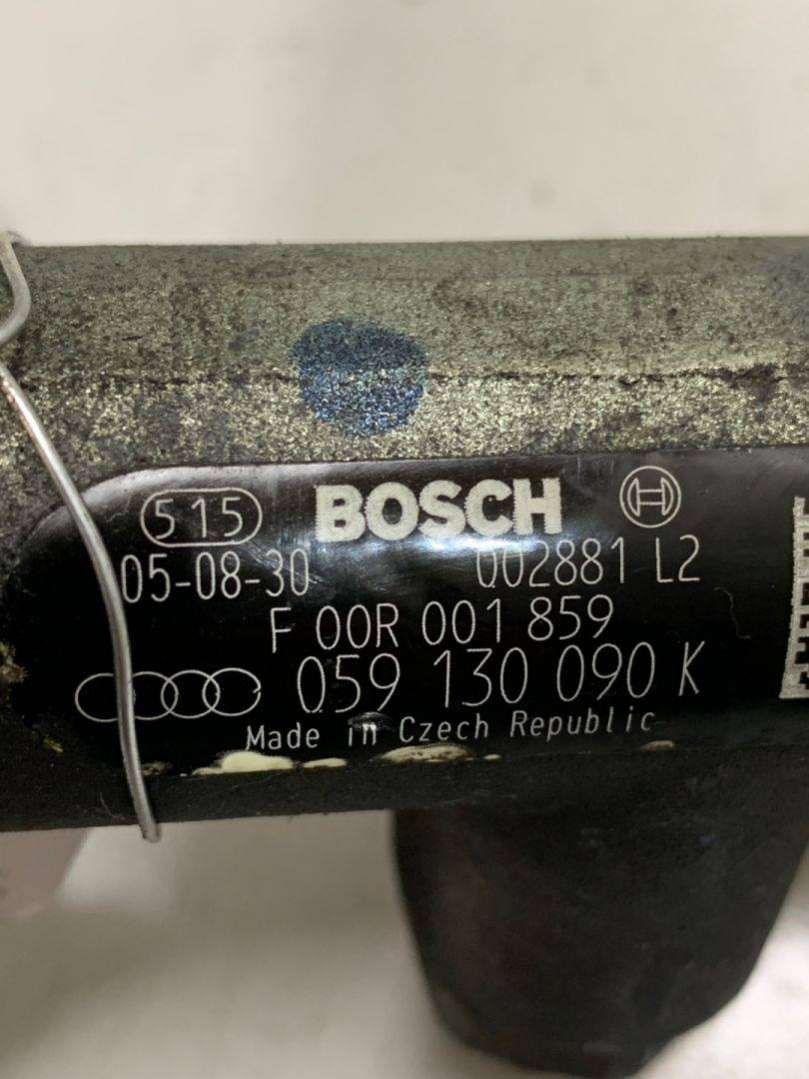 515 BOSCH
05-08-30 002881 L2
F 00R 001 859
059 130 090 K
Made in Czech Republic